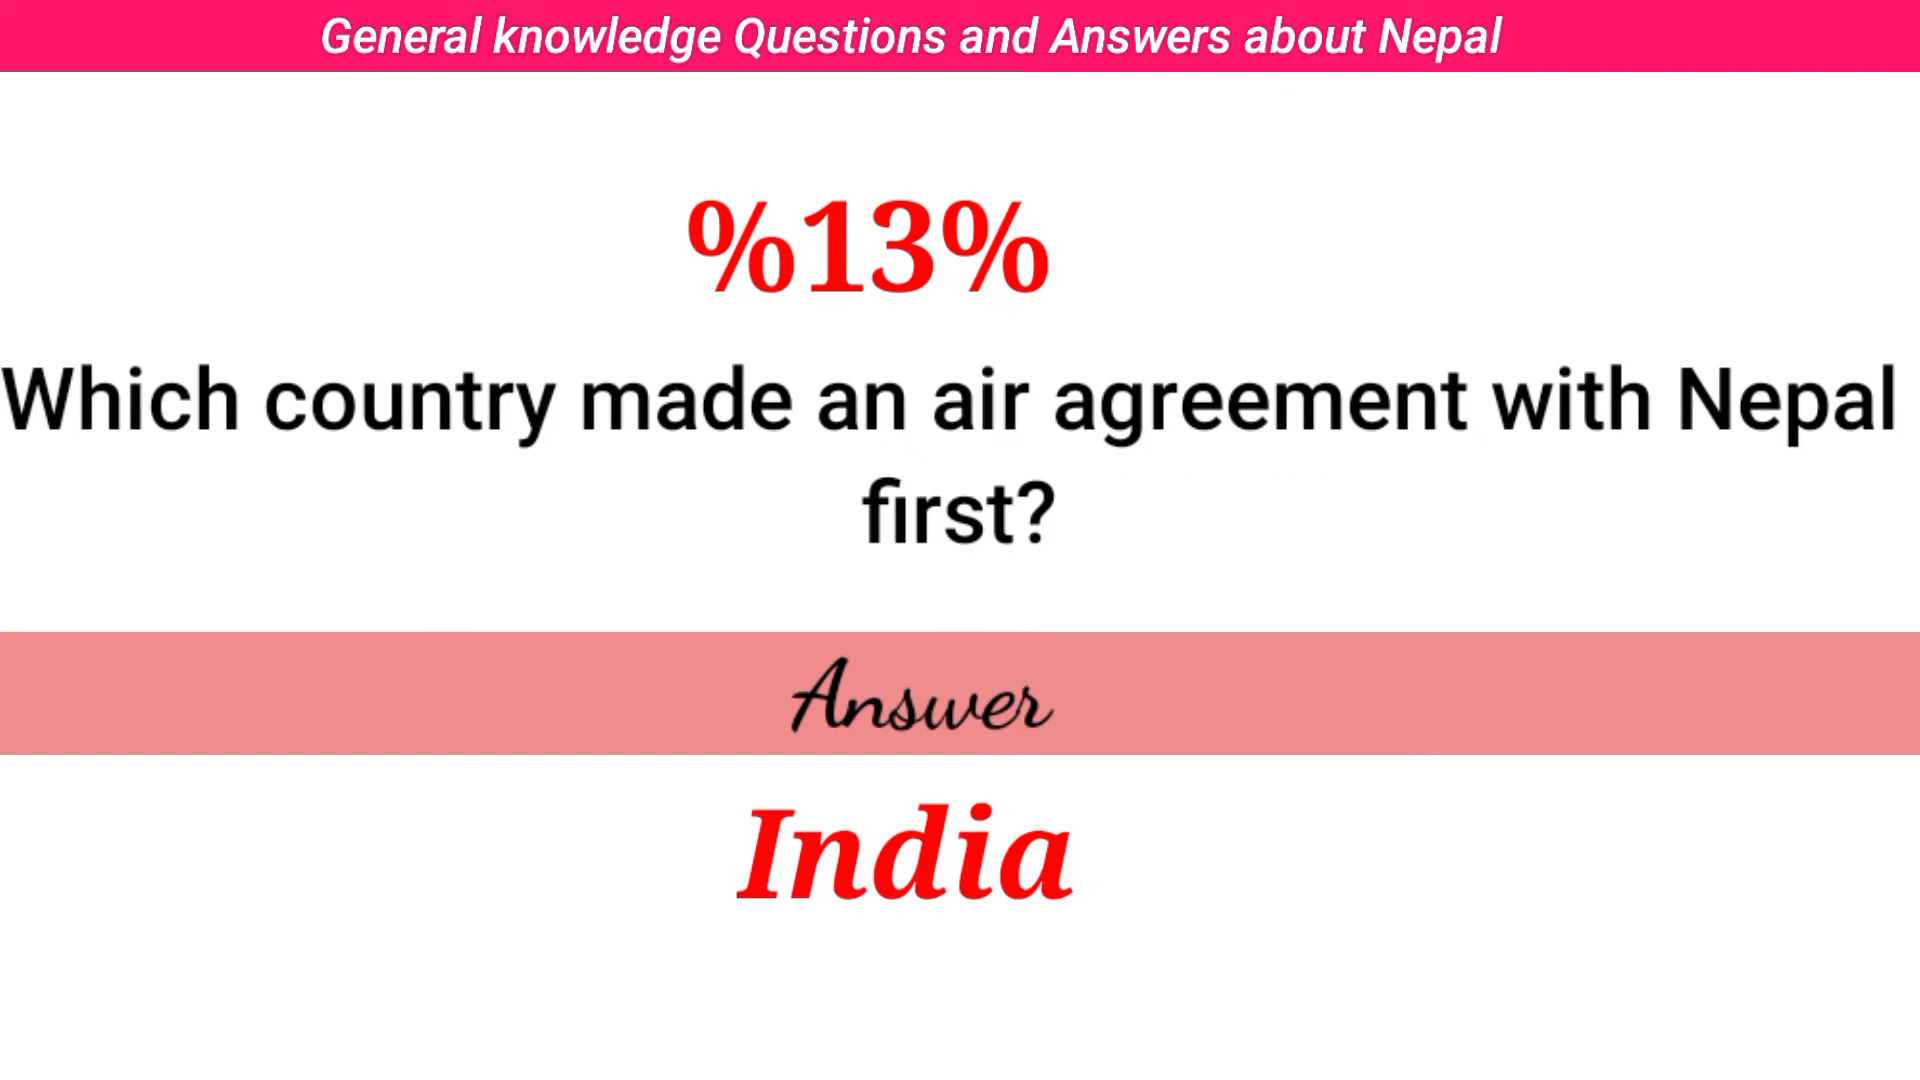 General knowledge Questions and Answers about Nepal
%13%
Which country made an air agreement with Nepal
first?
Answer
India